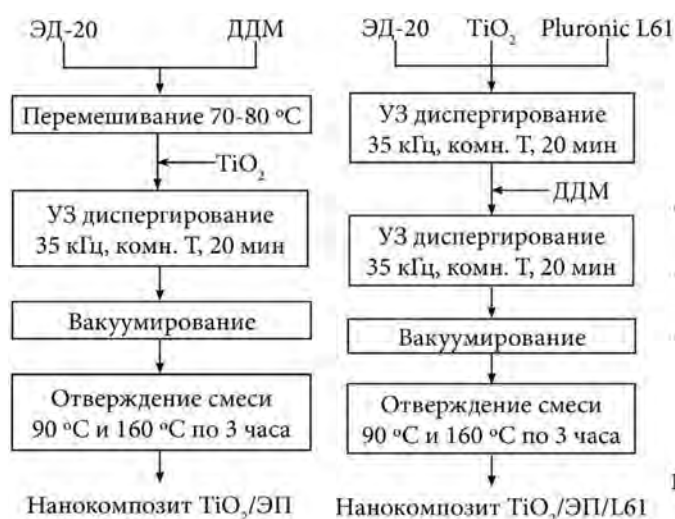 ЭД-20 ДДМ
Перемешивание 70-80 °C
TiO₂
УЗ диспергирование
35 кГц, комн. Т, 20 мин
Вакуумирование
Отверждение смеси
90 °C и 160 °C по 3 часа
Нанокомпозит TiO₂/ЭП
ЭД-20 TiO₂ Pluronic L61
УЗ диспергирование
35 кГц, комн. Т, 20 мин
ДДМ
УЗ диспергирование
35 кГц, комн. Т, 20 мин
Вакуумирование
Отверждение смеси
90 °C и 160 °C по 3 часа
Нанокомпозит TiO₂/ЭП/L61